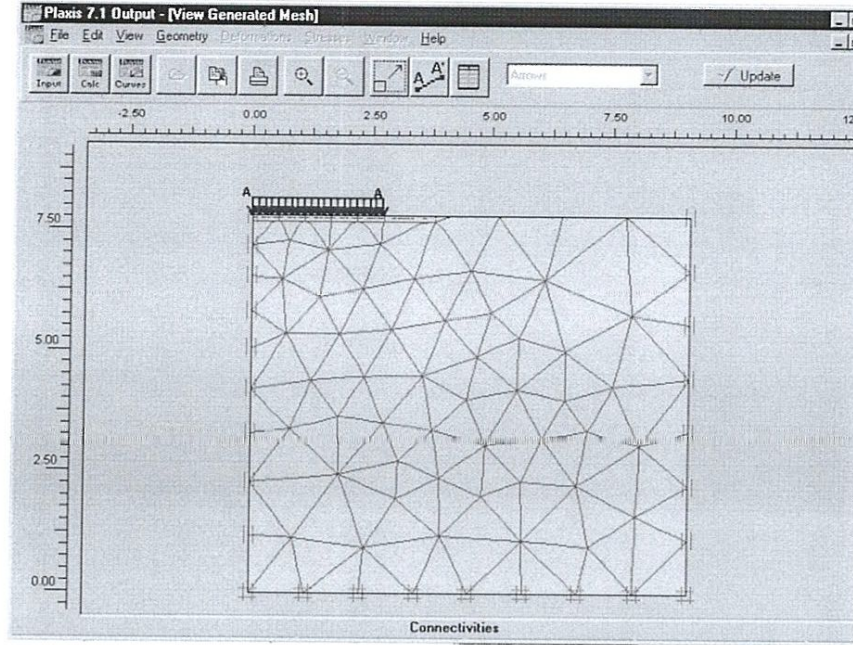 Plaxis 7.1 Output - [View Generated Mesh]
File Edit View Geometry Deformations Stresses Window Help
Input Calc Curves A A* Arrows Update
-2.50 0.00 2.50 5.00 7.50 10.00 12
A A
7.50
5.00
2.50
0.00
Connectivities